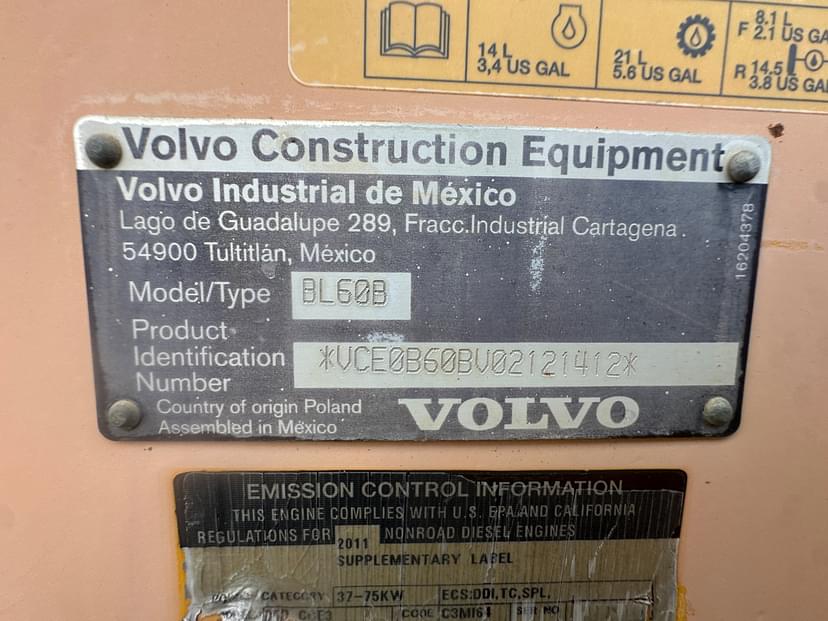 14 L
3,4 US GAL
21 L
5.6 US GAL
F 8.1 L
2.1 US GA
R 14.5 L
3.8 US GA
Volvo Construction Equipment
Volvo Industrial de México
Lago de Guadalupe 289, Fracc.Industrial Cartagena.
54900 Tultitlán, México
16204378
Model/Type BL60B
Product
Identification *VCE0B60BV02121412*
Number
Country of origin Poland
Assembled in México
VOLVO
EMISSION CONTROL INFORMATION
THIS ENGINE COMPLIES WITH U.S. EPA AND CALIFORNIA
REGULATIONS FOR 2011 NONROAD DIESEL ENGINES
SUPPLEMENTARY LABEL
CATEGORY 37-75KW ECS:DDI,TC,SPL,
CODE C3MI64 SER NO